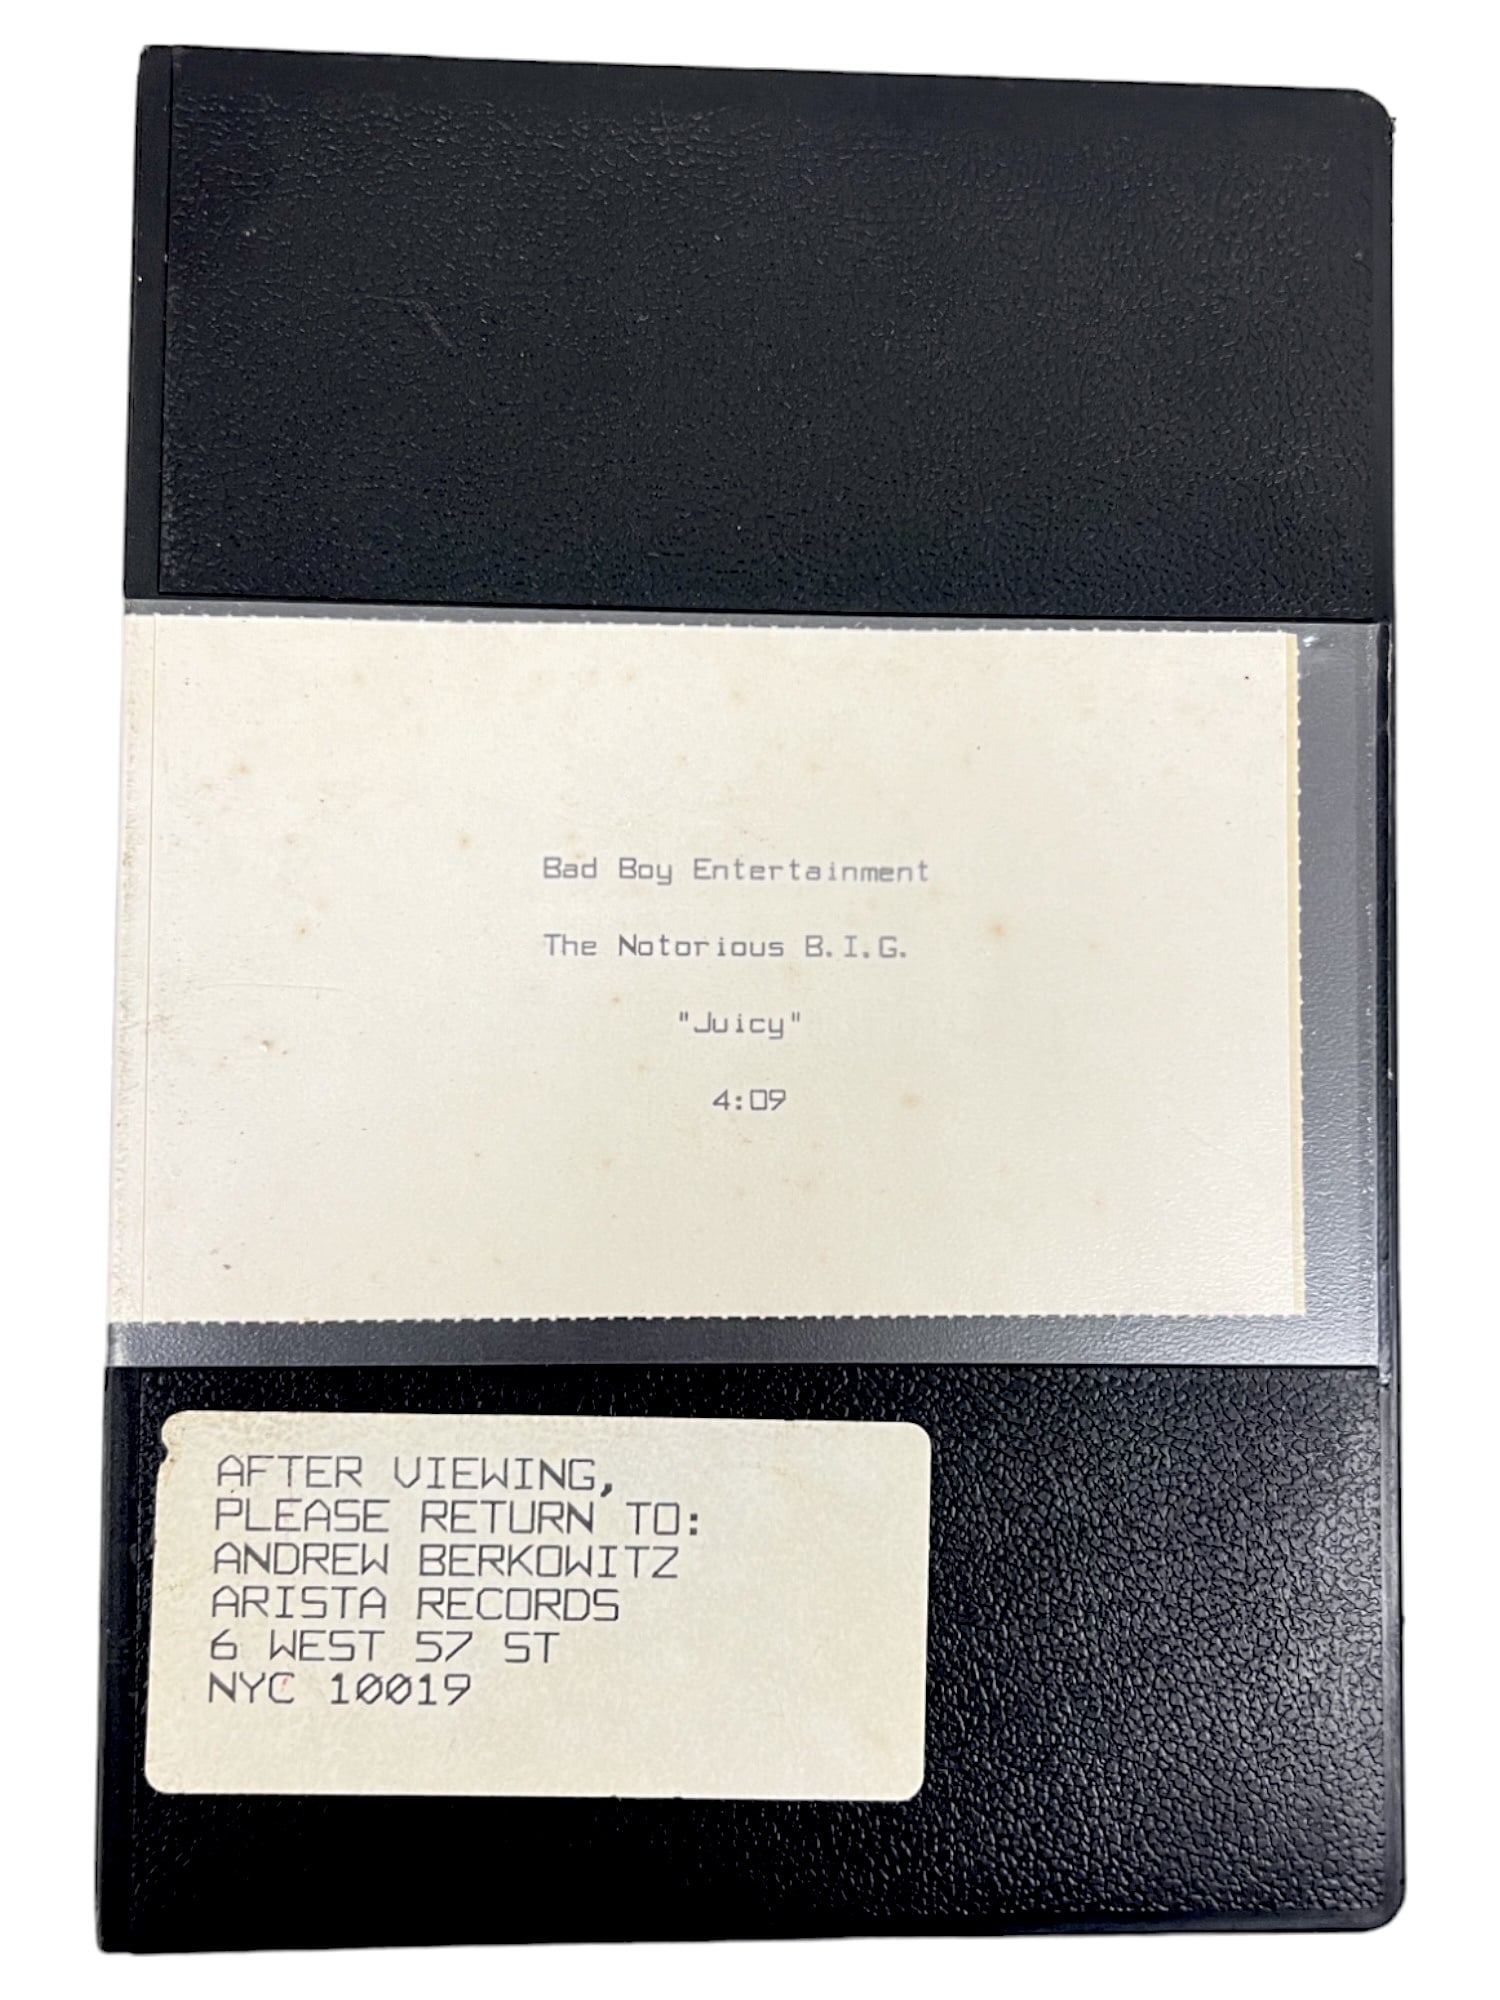 Bad Boy Entertainment
The Notorious B.I.G.
"Juicy"
4:09
AFTER VIEWING,
PLEASE RETURN TO:
ANDREW BERKOWITZ
ARISTA RECORDS
6 WEST 57 ST
NYC 10019